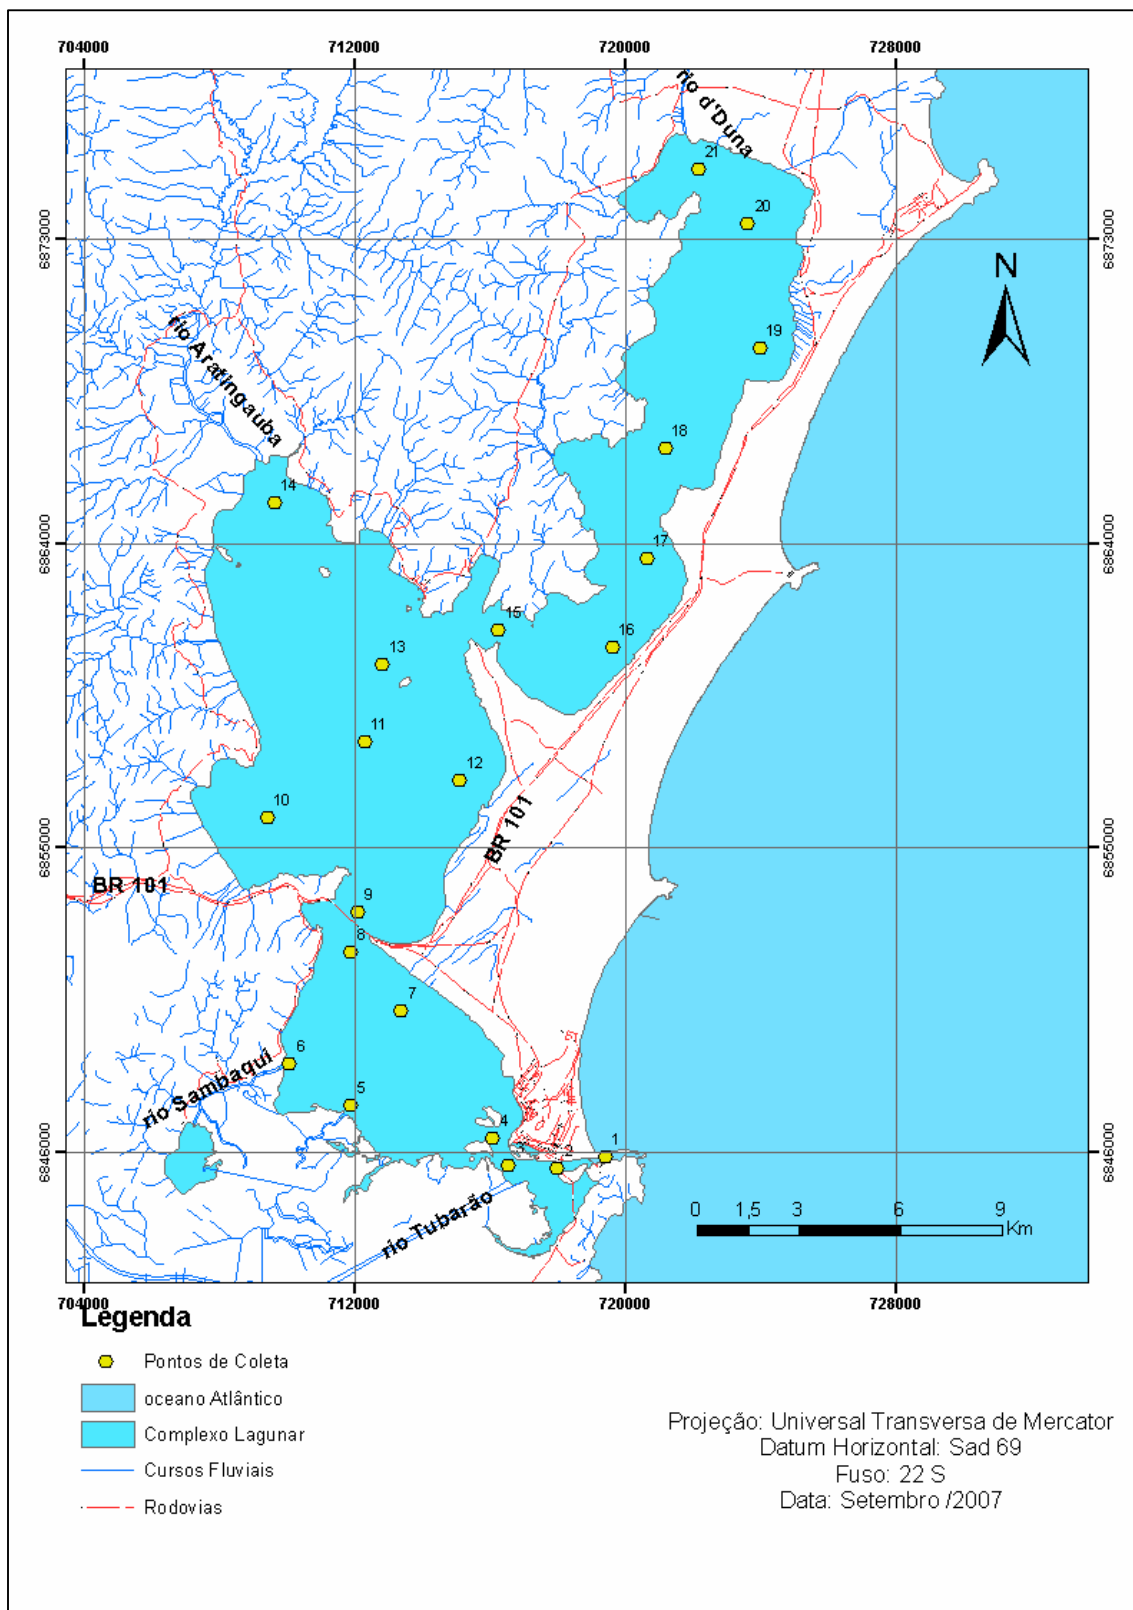 704000 712000 720000 728000
rio d'Duna
21
20
6873000 6873000
N
19
rio Aratingauba
18
14
17
6864000 6864000
15
16
13
11
12
10
BR 101
6855000 6855000
BR 101
9
8
7
6
rio Sambaqui
5
4
3
2
1
6846000 6846000
rio Tubarão
0 1,5 3 6 9
Km
704000 712000 720000 728000
Legenda
Pontos de Coleta
oceano Atlântico
Complexo Lagunar
Cursos Fluviais
Rodovias
Projeção: Universal Transversa de Mercator
Datum Horizontal: Sad 69
Fuso: 22 S
Data: Setembro /2007